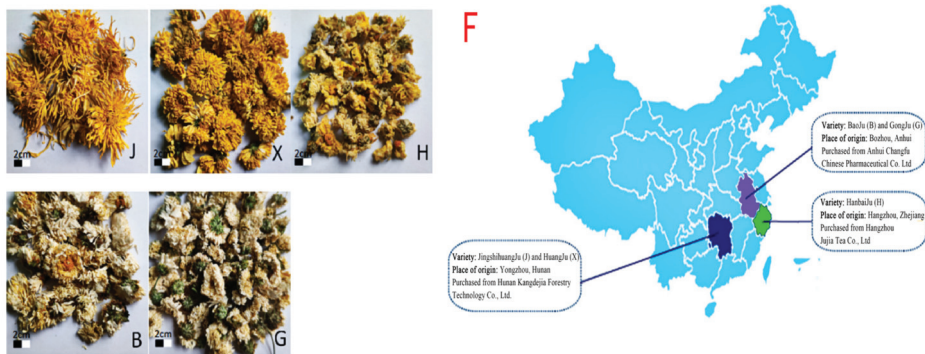 2cm
J
2cm
X
2cm
H
2cm
B
2cm
G
F
Variety: BaoJu (B) and GongJu (G)
Place of origin: Bozhou, Anhui
Purchased from Anhui Changfu
Chinese Pharmaceutical Co. Ltd
Variety: HanbaiJu (H)
Place of origin: Hangzhou, Zhejiang
Purchased from Hangzhou
Jujia Tea Co., Ltd
Variety: JingshihuangJu (J) and HuangJu (X)
Place of origin: Yongzhou, Hunan
Purchased from Hunan Kangdejia Forestry
Technology Co., Ltd.